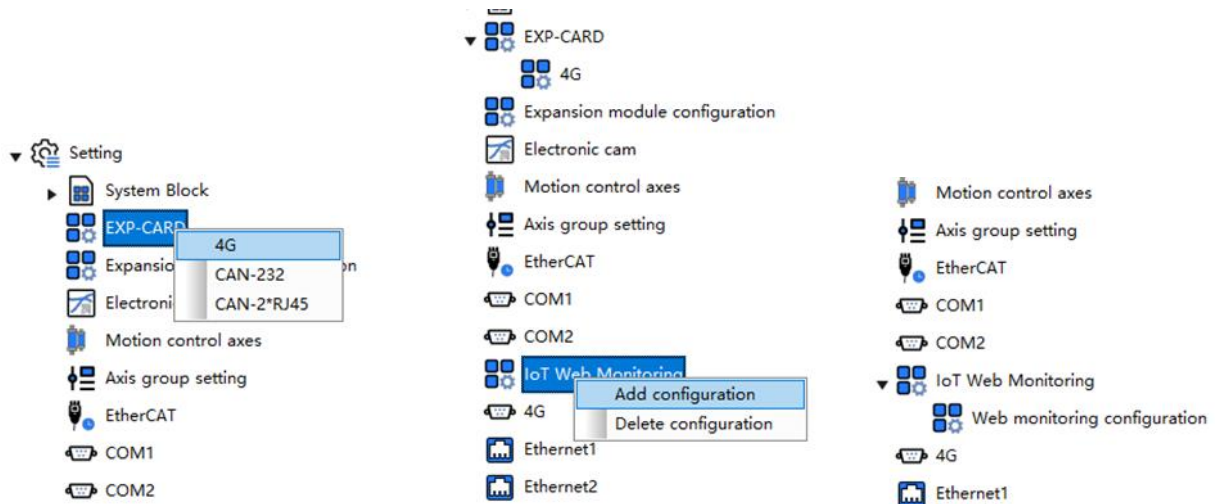 Setting
System Block
EXP-CARD
4G
Expansio
on
CAN-232
Electroni
CAN-2*RJ45
Motion control axes
Axis group setting
EtherCAT
COM1
COM2
EXP-CARD
4G
Expansion module configuration
Electronic cam
Motion control axes
Axis group setting
EtherCAT
COM1
COM2
IoT Web Monitoring
Add configuration
4G
Delete configuration
Ethernet1
Ethernet2
Motion control axes
Axis group setting
EtherCAT
COM1
COM2
IoT Web Monitoring
Web monitoring configuration
4G
Ethernet1